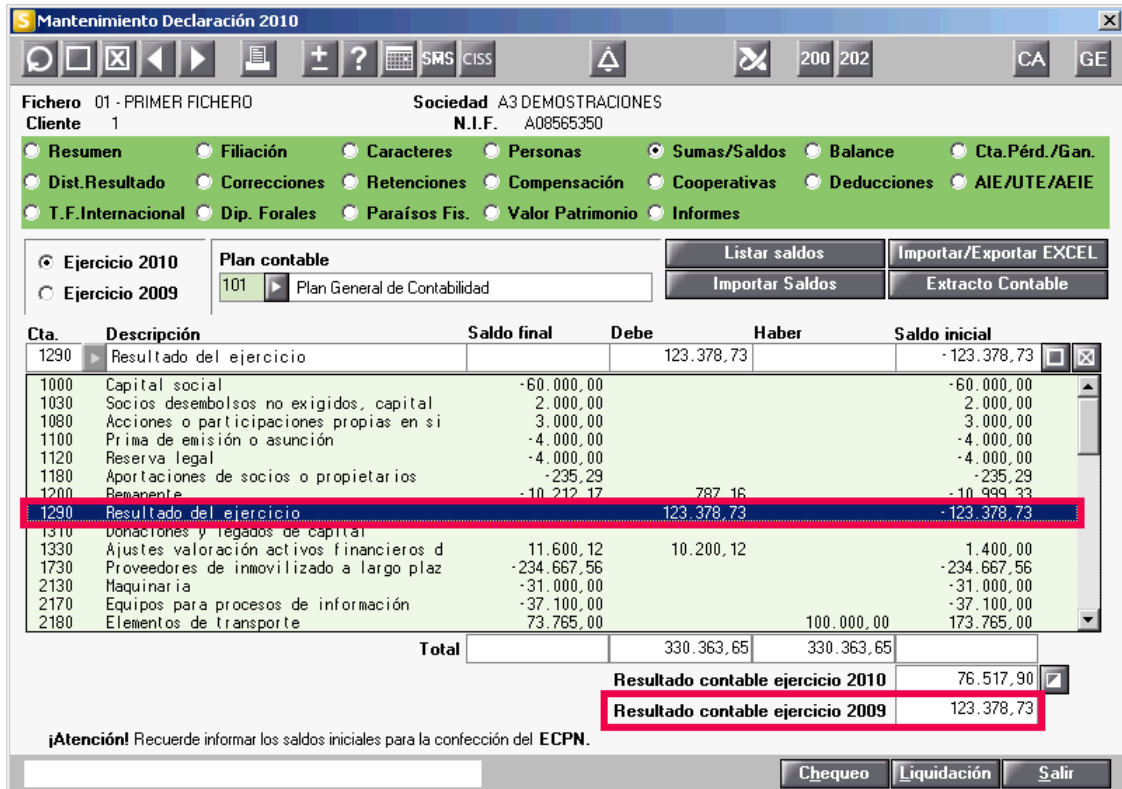 S Mantenimiento Declaración 2010
± ? SMS CISS 200 202 CA GE
Fichero 01 - PRIMER FICHERO Sociedad A3 DEMOSTRACIONES
Cliente 1 N.I.F. A08565350
Resumen Filiación Caracteres Personas Sumas/Saldos Balance Cta.Pérd./Gan.
Dist.Resultado Correcciones Retenciones Compensación Cooperativas Deducciones AIE/UTE/AEIE
T.F.Internacional Dip. Forales Paraísos Fis. Valor Patrimonio Informes
Ejercicio 2010 Plan contable Listar saldos Importar/Exportar EXCEL
Ejercicio 2009 101 Plan General de Contabilidad Importar Saldos Extracto Contable
Cta. Descripción Saldo final Debe Haber Saldo inicial
1290 Resultado del ejercicio 123.378,73 -123.378,73
1000 Capital social -60.000,00 -60.000,00
1030 Socios desembolsos no exigidos, capital 2.000,00 2.000,00
1080 Acciones o participaciones propias en si 3.000,00 3.000,00
1100 Prima de emisión o asunción -4.000,00 -4.000,00
1120 Reserva legal -4.000,00 -4.000,00
1180 Aportaciones de socios o propietarios -235,29 -235,29
1200 Remanente -10.212,17 787,16 -10.999,33
1290 Resultado del ejercicio 123.378,73 -123.378,73
1310 Donaciones y legados de capital
1330 Ajustes valoración activos financieros d 11.600,12 10.200,12 1.400,00
1730 Proveedores de inmovilizado a largo plaz -234.667,56 -234.667,56
2130 Maquinaria -31.000,00 -31.000,00
2170 Equipos para procesos de información -37.100,00 -37.100,00
2180 Elementos de transporte 73.765,00 100.000,00 173.765,00
Total 330.363,65 330.363,65
Resultado contable ejercicio 2010 76.517,90
Resultado contable ejercicio 2009 123.378,73
¡Atención! Recuerde informar los saldos iniciales para la confección del ECPN.
Chequeo Liquidación Salir